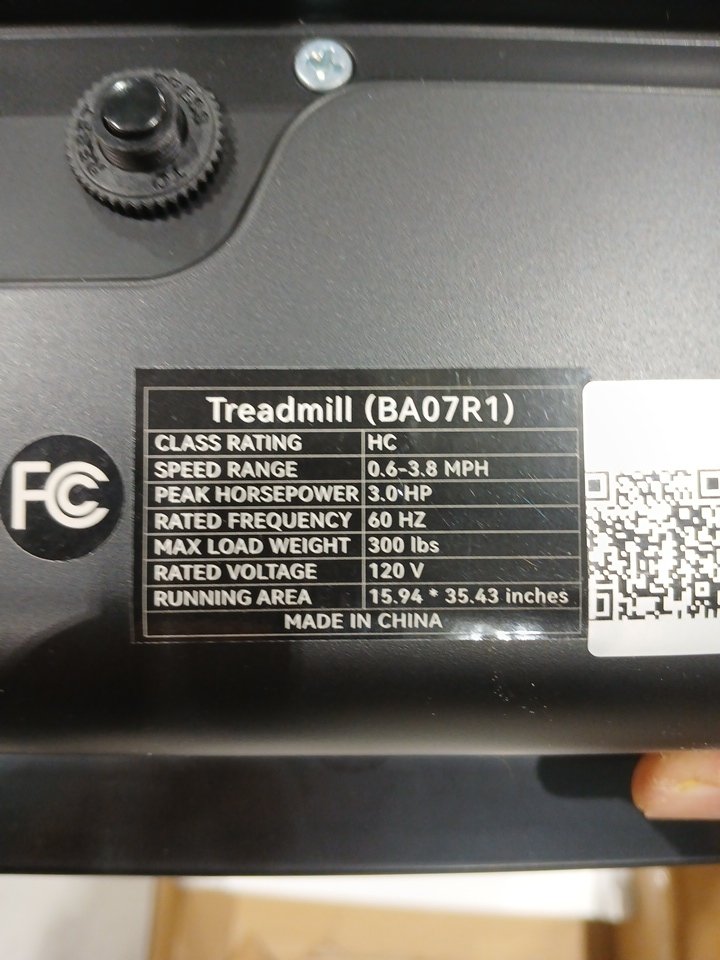 Treadmill (BA07R1)
CLASS RATING HC
SPEED RANGE 0.6-3.8 MPH
PEAK HORSEPOWER 3.0 HP
RATED FREQUENCY 60 HZ
MAX LOAD WEIGHT 300 lbs
RATED VOLTAGE 120 V
RUNNING AREA 15.94 * 35.43 inches
MADE IN CHINA
FC